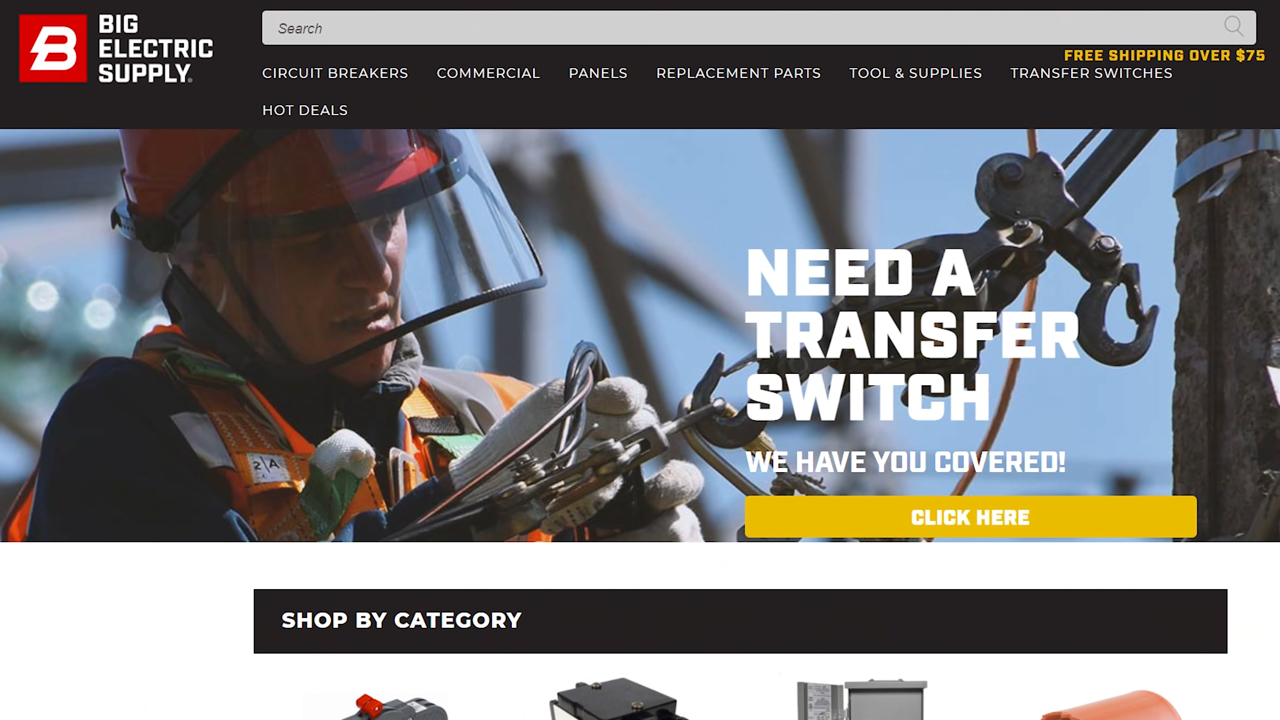 BIG
ELECTRIC
SUPPLY®
Search
FREE SHIPPING OVER $75
CIRCUIT BREAKERS COMMERCIAL PANELS REPLACEMENT PARTS TOOL & SUPPLIES TRANSFER SWITCHES
HOT DEALS
NEED A
TRANSFER
SWITCH
WE HAVE YOU COVERED!
CLICK HERE
2 A
SHOP BY CATEGORY